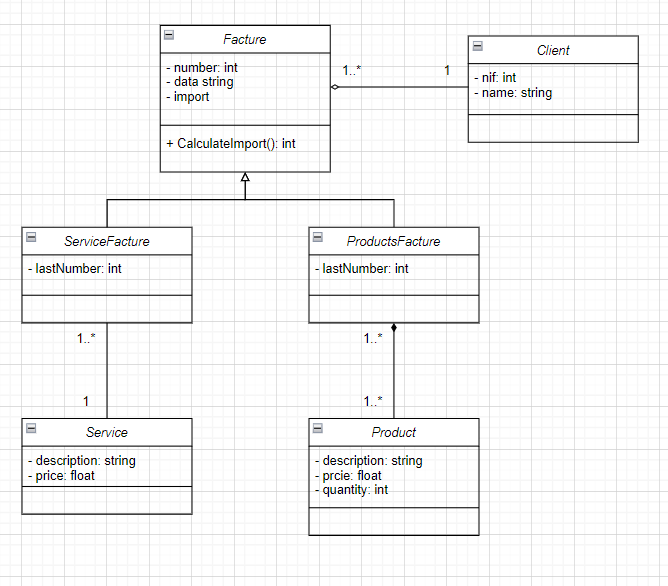 Facture
- number: int
- data string
- import
+ CalculateImport(): int
1..*
1
Client
- nif: int
- name: string
ServiceFacture
- lastNumber: int
ProductsFacture
- lastNumber: int
1..*
1
1..*
1..*
Service
- description: string
- price: float
Product
- description: string
- prcie: float
- quantity: int